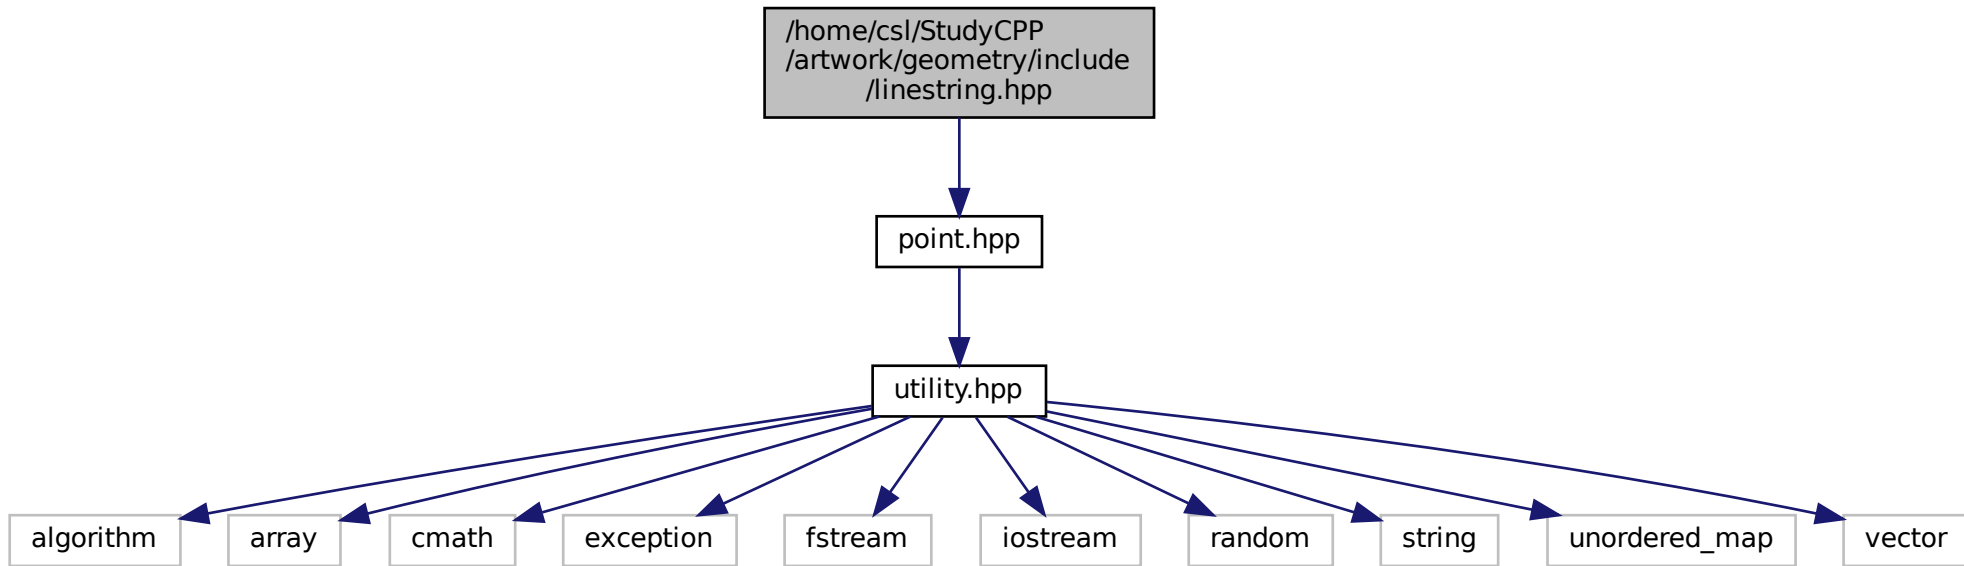 /home/csl/StudyCPP
/artwork/geometry/include
/linestring.hpp
point.hpp
utility.hpp
algorithm
array
cmath
exception
fstream
iostream
random
string
unordered_map
vector